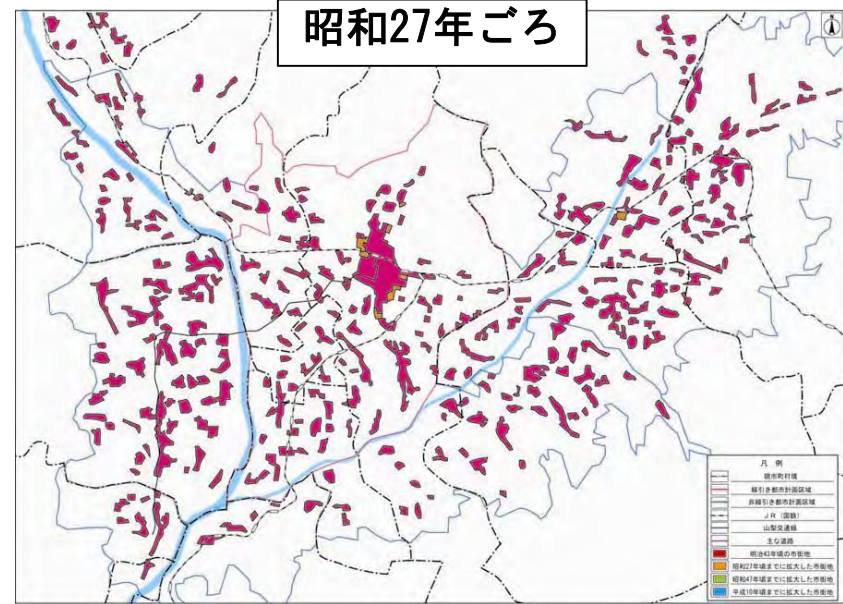 昭和27年ごろ
凡 例
現市町村境
線引き都市計画区域
非線引き都市計画区域
JR（国鉄）
山梨交通線
主な道路
明治43年頃の市街地
昭和27年頃までに拡大した市街地
昭和47年頃までに拡大した市街地
平成10年頃までに拡大した市街地